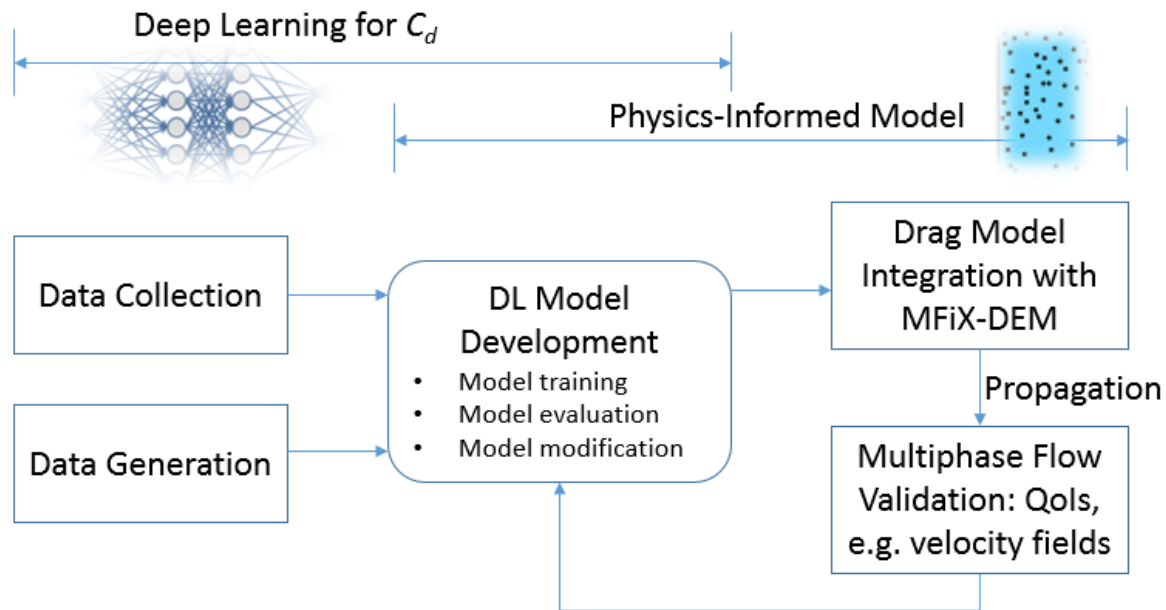 Deep Learning for C_d
Physics-Informed Model
Data Collection
Data Generation
DL Model
Development
• Model training
• Model evaluation
• Model modification
Drag Model
Integration with
MFiX-DEM
Propagation
Multiphase Flow
Validation: QoIs,
e.g. velocity fields